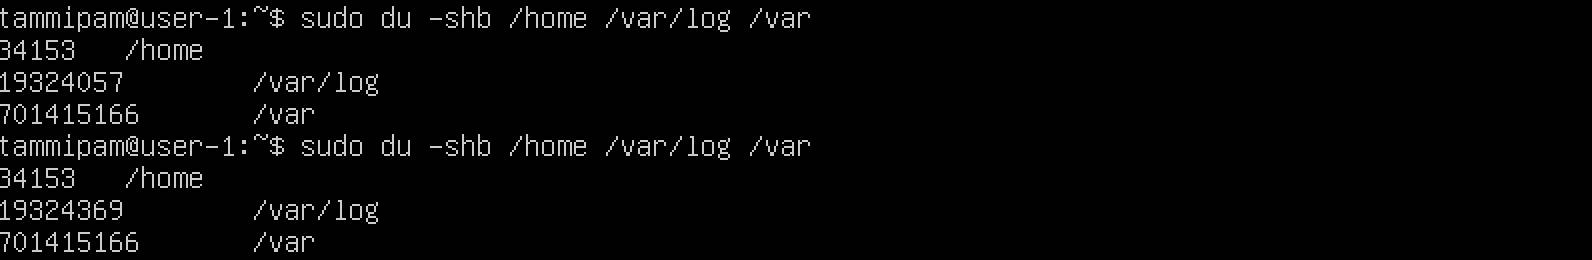 tammipam@user-1:~$ sudo du -shb /home /var/log /var
34153 /home
19324057 /var/log
701415166 /var
tammipam@user-1:~$ sudo du -shb /home /var/log /var
34153 /home
19324369 /var/log
701415166 /var